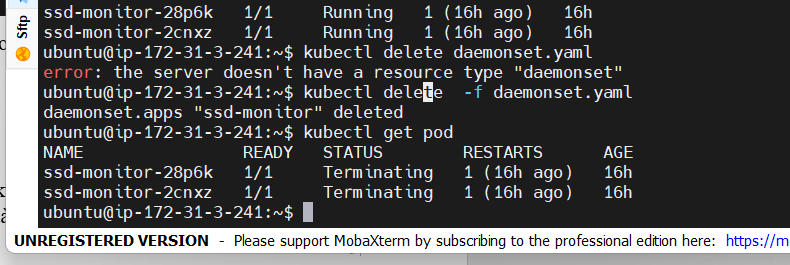 Sftp
ssd-monitor-28p6k 1/1 Running 1 (16h ago) 16h
ssd-monitor-2cnxz 1/1 Running 1 (16h ago) 16h
ubuntu@ip-172-31-3-241:~$ kubectl delete daemonset.yaml
error: the server doesn't have a resource type "daemonset"
ubuntu@ip-172-31-3-241:~$ kubectl delete -f daemonset.yaml
daemonset.apps "ssd-monitor" deleted
ubuntu@ip-172-31-3-241:~$ kubectl get pod
NAME READY STATUS RESTARTS AGE
ssd-monitor-28p6k 1/1 Terminating 1 (16h ago) 16h
ssd-monitor-2cnxz 1/1 Terminating 1 (16h ago) 16h
ubuntu@ip-172-31-3-241:~$
UNREGISTERED VERSION - Please support MobaXterm by subscribing to the professional edition here: https://m